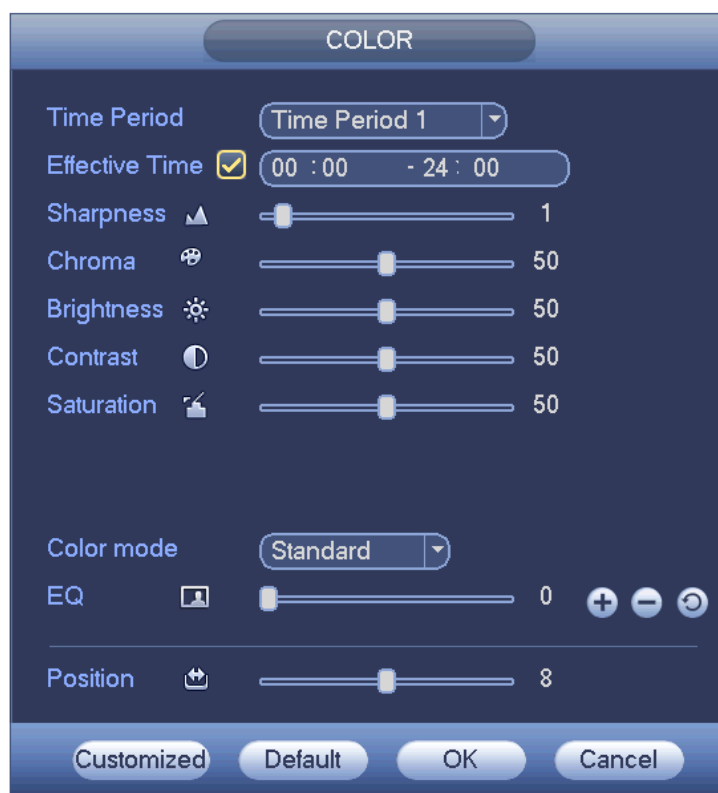 COLOR
Time Period Time Period 1
Effective Time 00 :00 - 24 : 00
Sharpness 1
Chroma 50
Brightness 50
Contrast 50
Saturation 50
Color mode Standard
EQ 0
Position 8
Customized Default OK Cancel